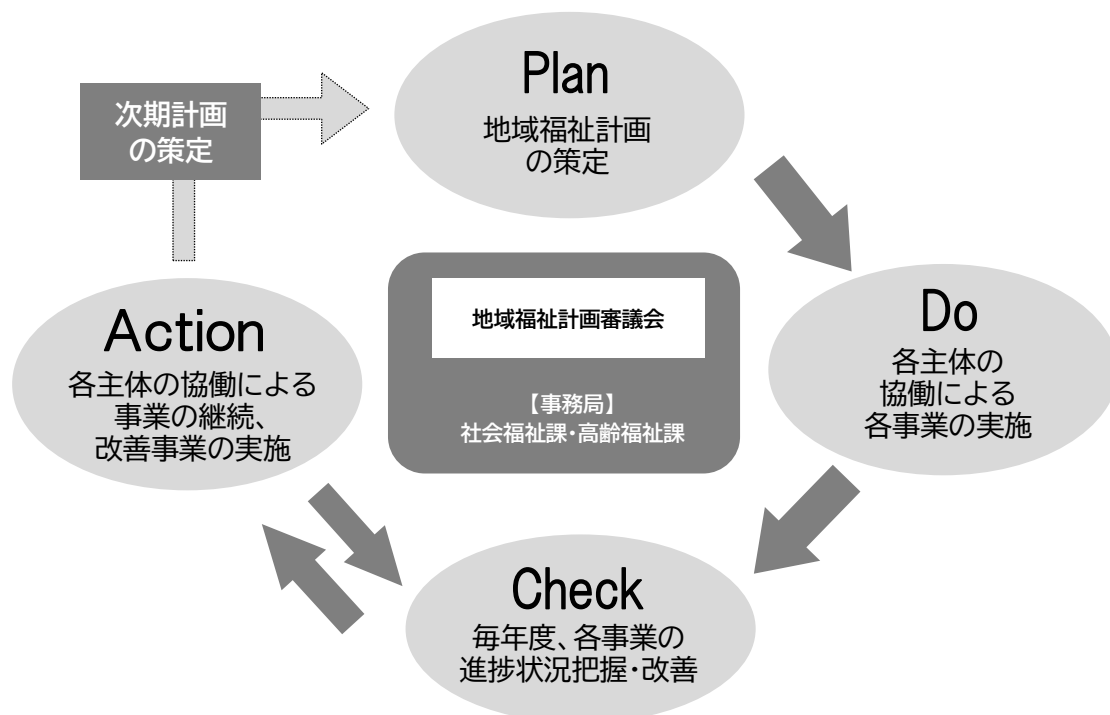 Plan
地域福祉計画
の策定
次期計画
の策定
Do
各主体の
協働による
各事業の実施
地域福祉計画審議会
【事務局】
社会福祉課・高齢福祉課
Action
各主体の協働による
事業の継続、
改善事業の実施
Check
毎年度、各事業の
進捗状況把握・改善